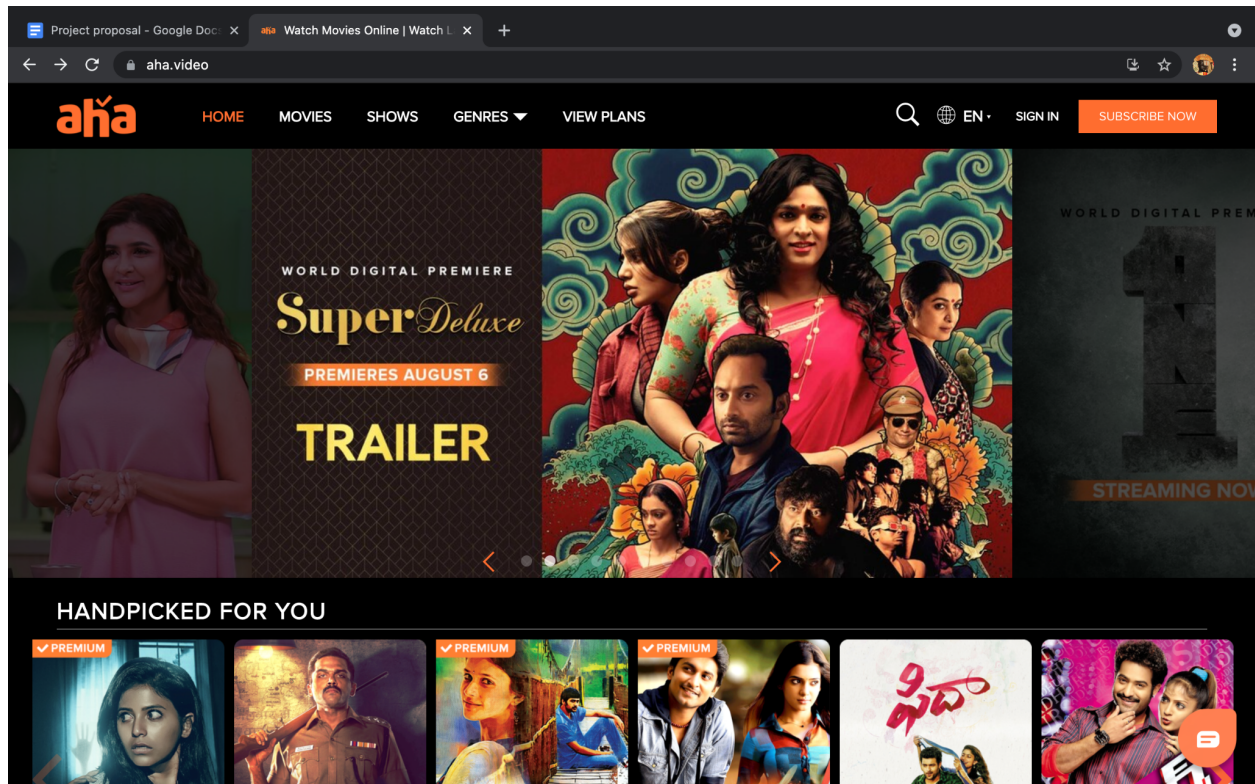 Project proposal - Google Docs
aha Watch Movies Online | Watch L
aha.video
aha
HOME MOVIES SHOWS GENRES VIEW PLANS EN SIGN IN SUBSCRIBE NOW
WORLD DIGITAL PREMIERE
Super Deluxe
PREMIERES AUGUST 6
TRAILER
WORLD DIGITAL PREM
STREAMING NOW
HANDPICKED FOR YOU
PREMIUM
PREMIUM
PREMIUM
ఫిదా